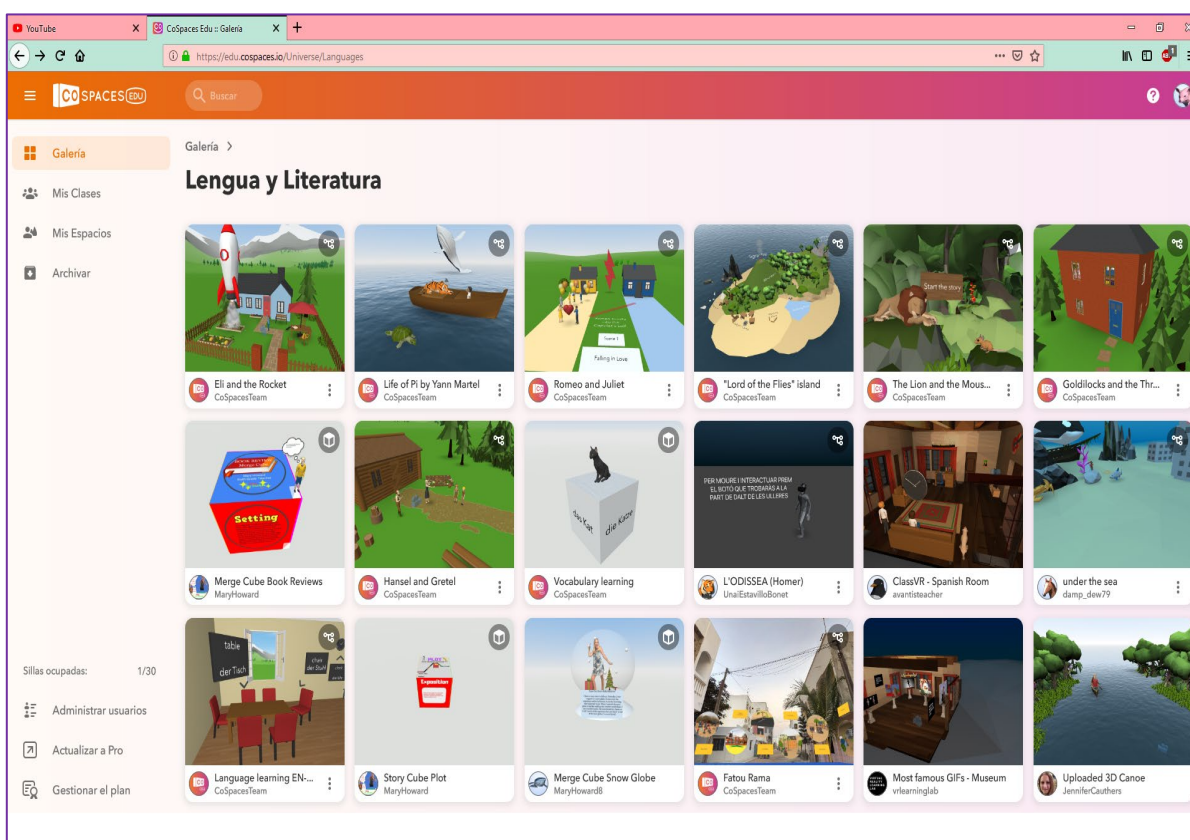 YouTube
CoSpaces Edu :: Galería
https://edu.cospaces.io/Universe/Languages
CO SPACES EDU
Buscar
Galería
Mis Clases
Mis Espacios
Archivar
Sillas ocupadas: 1/30
Administrar usuarios
Actualizar a Pro
Gestionar el plan
Galería >
Lengua y Literatura
Falling in Love
Start the story
Eli and the Rocket
CoSpacesTeam
Life of Pi by Yann Martel
CoSpacesTeam
Romeo and Juliet
CoSpacesTeam
"Lord of the Flies" island
CoSpacesTeam
The Lion and the Mous...
CoSpacesTeam
Goldilocks and the Thr...
CoSpacesTeam
Setting
das Kat
die Katze
PER MOURE I INTERACTUAR PREM
EL BOTÓ QUE TROBARÀS A LA
PART DE DALT DE LES ULLERES
Merge Cube Book Reviews
MaryHoward
Hansel and Gretel
CoSpacesTeam
Vocabulary learning
CoSpacesTeam
L'ODISSEA (Homer)
UnaiEstavilloBonet
ClassVR - Spanish Room
avantisteacher
under the sea
damp_dew79
table
der Tisch
chair
der Stuhl
Exposition
Language learning EN-...
CoSpacesTeam
Story Cube Plot
MaryHoward
Merge Cube Snow Globe
MaryHoward8
Fatou Rama
CoSpacesTeam
Most famous GIFs - Museum
vrlearninglab
Uploaded 3D Canoe
JenniferCauthers